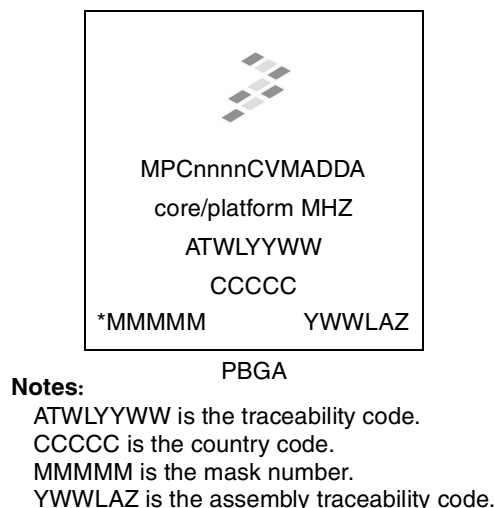 MPCnnnnCVMADDA
core/platform MHZ
ATWLYYWW
CCCCC
*MMMMM YWWLAZ
PBGA
Notes:
ATWLYYWW is the traceability code.
CCCCC is the country code.
MMMMM is the mask number.
YWWLAZ is the assembly traceability code.